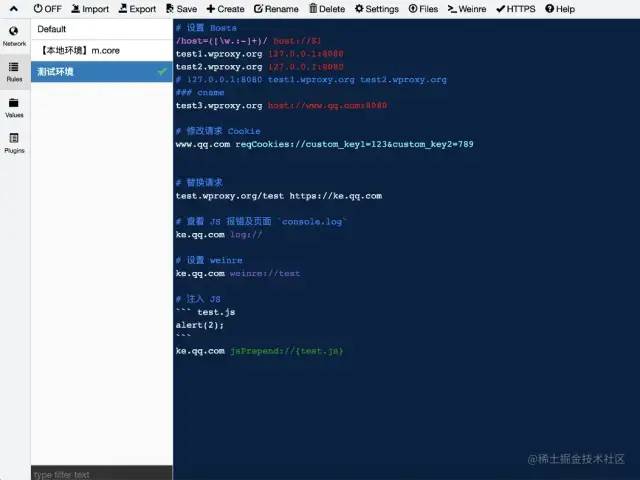 OFF Import Export Save Create Rename Delete Settings Files Weinre HTTPS Help
Network
Rules
Values
Plugins
Default
【本地环境】m.core
测试环境
type filter text
# 设置 Hosts
/host=([\w.:-]+)/ host://$1
test1.wproxy.org 127.0.0.1:8080
test2.wproxy.org 127.0.0.1:8080
# 127.0.0.1:8080 test1.wproxy.org test2.wproxy.org
### cname
test3.wproxy.org host://www.qq.com:8080
# 修改请求 Cookie
www.qq.com reqCookies://custom_key1=123&custom_key2=789
# 替换请求
test.wproxy.org/test https://ke.qq.com
# 查看 JS 报错及页面 `console.log`
ke.qq.com log://
# 设置 weinre
ke.qq.com weinre://test
# 注入 JS
``` test.js
alert(2);
```
ke.qq.com jsPrepend://{test.js}
@稀土掘金技术社区